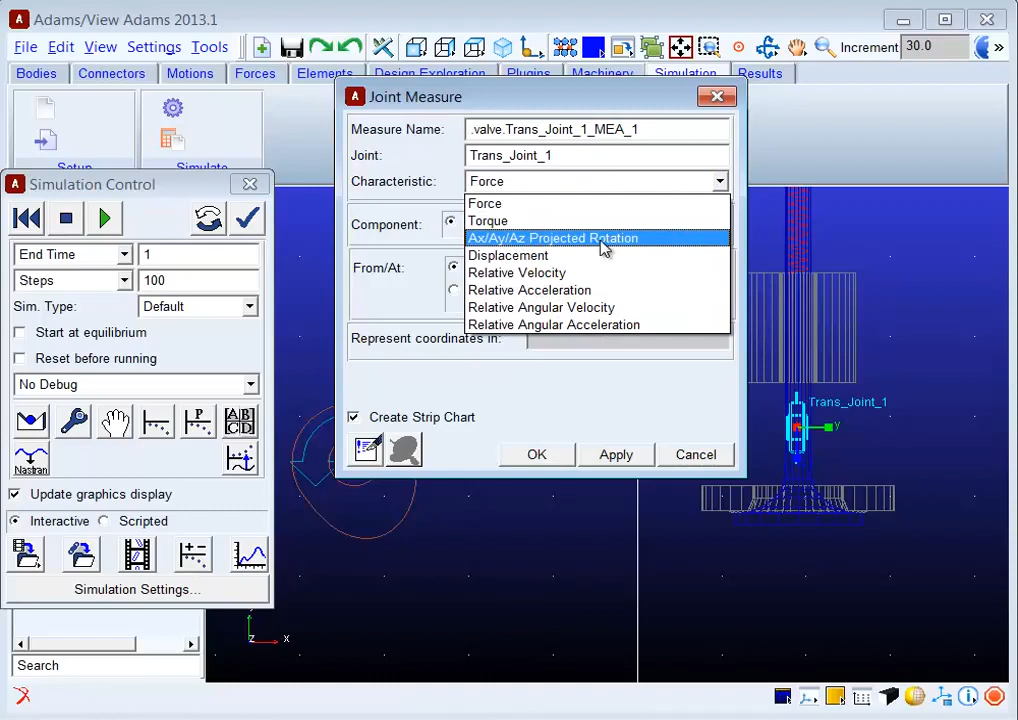 Adams/View Adams 2013.1
File Edit View Settings Tools Increment 30.0 »
Bodies Connectors Motions Forces Elements Design Exploration Plugins Machinery Simulation Results
Setup Simulate
Joint Measure
Measure Name: .valve.Trans_Joint_1_MEA_1
Joint: Trans_Joint_1
Characteristic: Force
Force
Torque
Ax/Ay/Az Projected Rotation
Displacement
Relative Velocity
Relative Acceleration
Relative Angular Velocity
Relative Angular Acceleration
Component:
From/At:
Represent coordinates in:
Create Strip Chart
OK Apply Cancel
Simulation Control
End Time 1
Steps 100
Sim. Type: Default
Start at equilibrium
Reset before running
No Debug
P
A B
C D
Nastran
Update graphics display
Interactive Scripted
Simulation Settings...
Search
Trans_Joint_1
y
z x